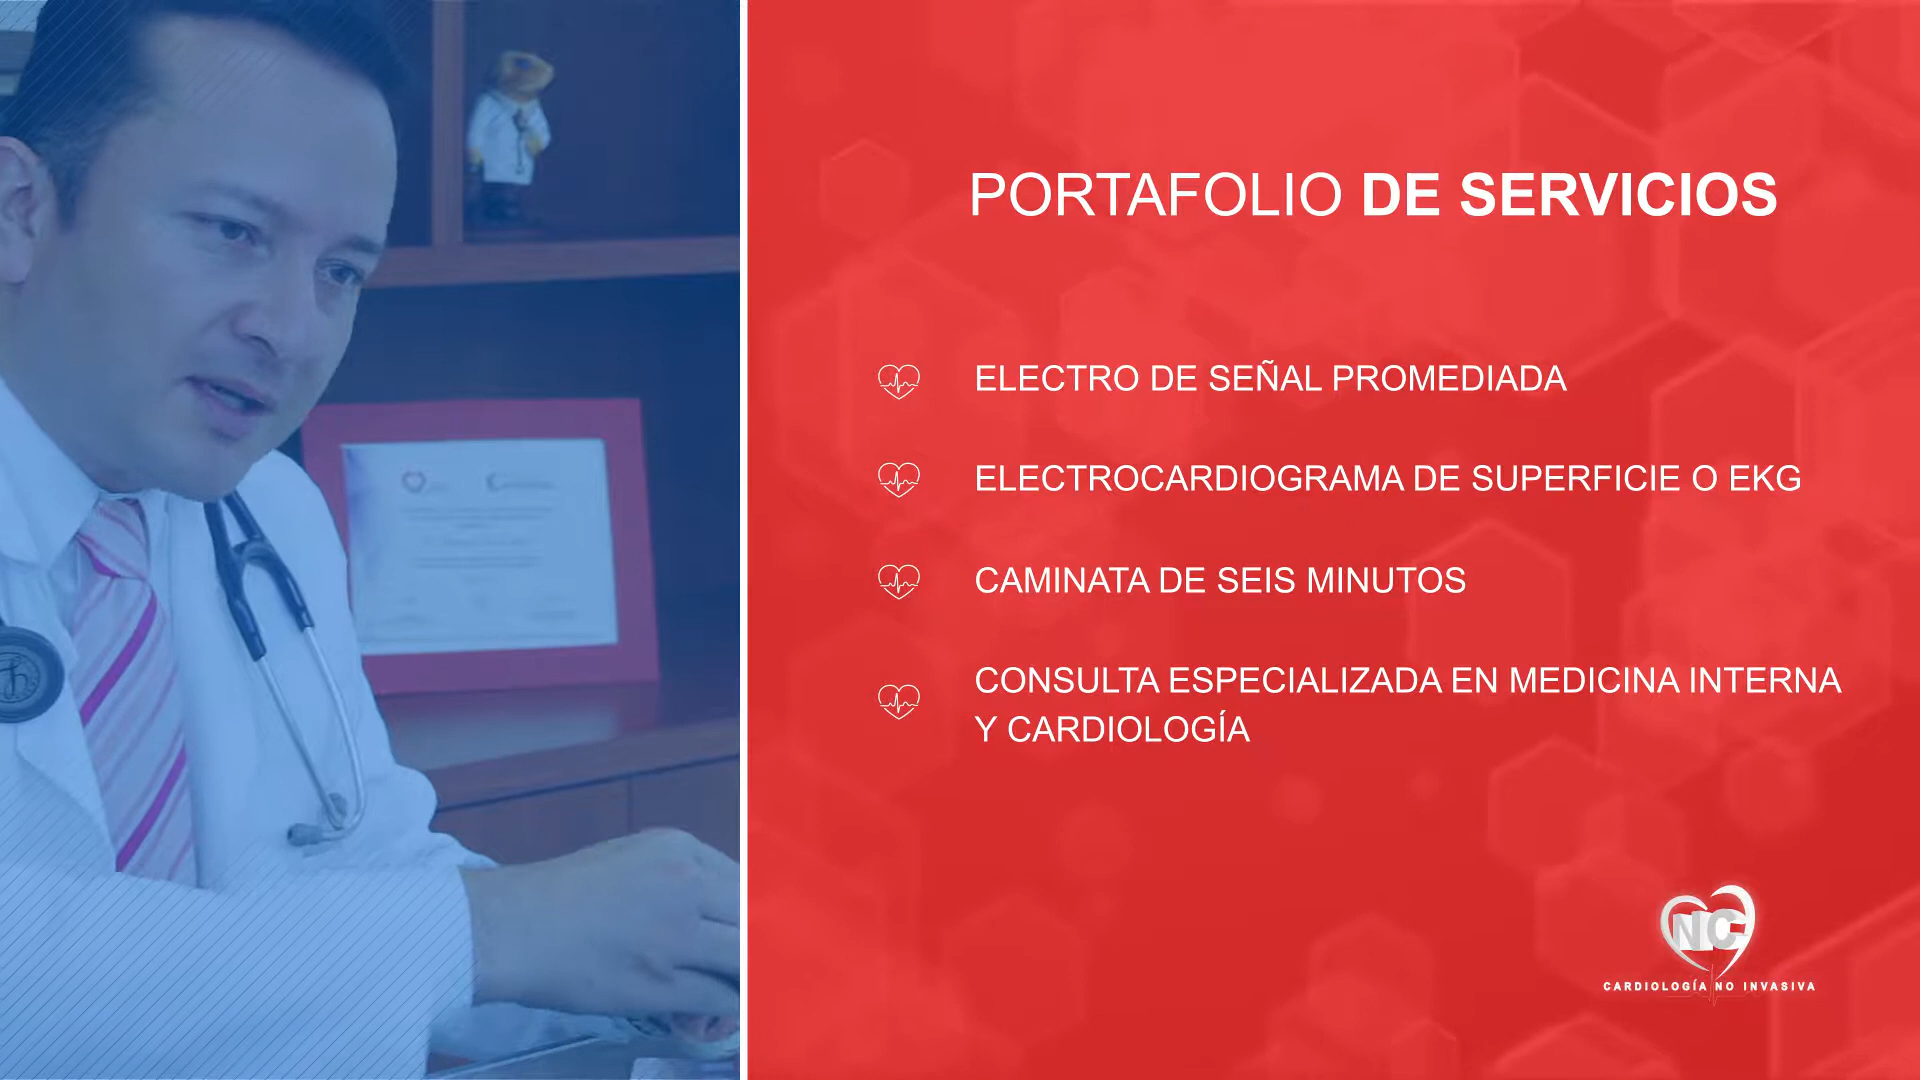 PORTAFOLIO DE SERVICIOS
ELECTRO DE SEÑAL PROMEDIADA
ELECTROCARDIOGRAMA DE SUPERFICIE O EKG
CAMINATA DE SEIS MINUTOS
CONSULTA ESPECIALIZADA EN MEDICINA INTERNA
Y CARDIOLOGÍA
NC
CARDIOLOGÍA NO INVASIVA